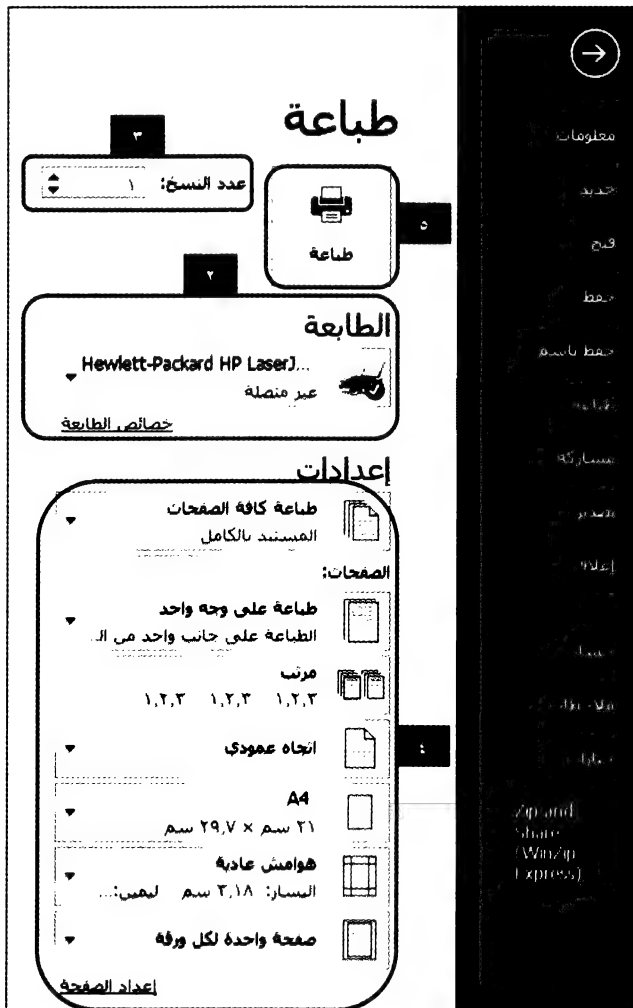 طباعة
٣
عدد النسخ: ١
طباعة
٥
٢
الطابعة
Hewlett-Packard HP LaserJ...
غير متصلة
خصائص الطابعة
إعدادات
طباعة كافة الصفحات
المستند بالكامل
الصفحات:
طباعة على وجه واحد
الطباعة على جانب واحد من الـ...
مرتب
١,٢,٣ ١,٢,٣ ١,٢,٣
اتجاه عمودي
٤
A4
٢١ سم × ٢٩,٧ سم
هوامش عادية
اليسار: ٣,١٨ سم ليمين:...
صفحة واحدة لكل ورقة
إعداد الصفحة
معلومات
جديد
فتح
حفظ
حفظ باسم
طباعة
مشاركة
تصدير
إغلاق
Zip and
Share
(WinZip
Express)